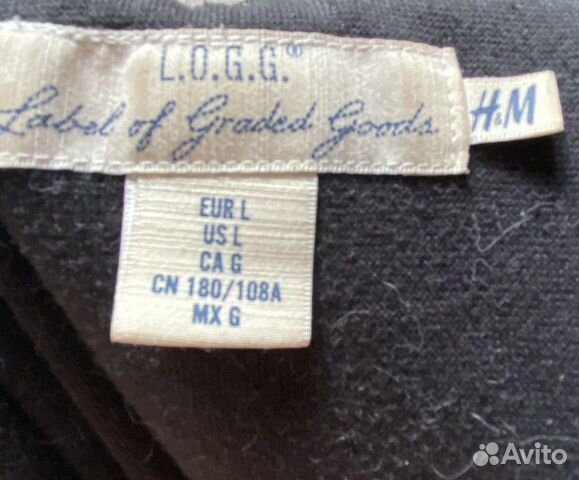 L.O.G.G.®
Label of Graded Goods
H&M
EUR L
US L
CA G
CN 180/108A
MX G
Avito